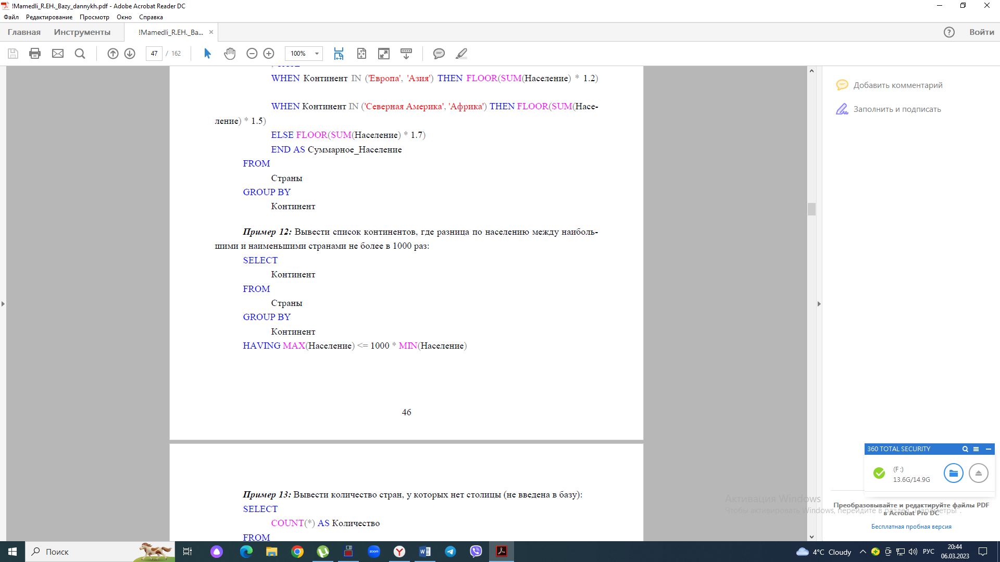 !Mamedli_R.EH._Bazy_dannykh.pdf - Adobe Acrobat Reader DC
Файл Редактирование Просмотр Окно Справка
Главная Инструменты !Mamedli_R.EH._Ba... Войти
47 / 162 100%
WHEN Континент IN ('Европа', 'Азия') THEN FLOOR(SUM(Население) * 1.2)
WHEN Континент IN ('Северная Америка', 'Африка') THEN FLOOR(SUM(Насе-
ление) * 1.5)
ELSE FLOOR(SUM(Население) * 1.7)
END AS Суммарное_Население
FROM
Страны
GROUP BY
Континент
Пример 12: Вывести список континентов, где разница по населению между наиболь-
шими и наименьшими странами не более в 1000 раз:
SELECT
Континент
FROM
Страны
GROUP BY
Континент
HAVING MAX(Население) <= 1000 * MIN(Население)
46
Пример 13: Вывести количество стран, у которых нет столицы (не введена в базу):
SELECT
COUNT(*) AS Количество
FROM
Добавить комментарий
Заполнить и подписать
360 TOTAL SECURITY
(F:)
13.6G/14.9G
Активация Windows
Чтобы активировать Windows, перейдите в раздел "Параметры".
Преобразовывайте и редактируйте файлы PDF
в Acrobat Pro DC
Бесплатная пробная версия
Поиск
zoom
4°C Cloudy
РУС
20:44
06.03.2023